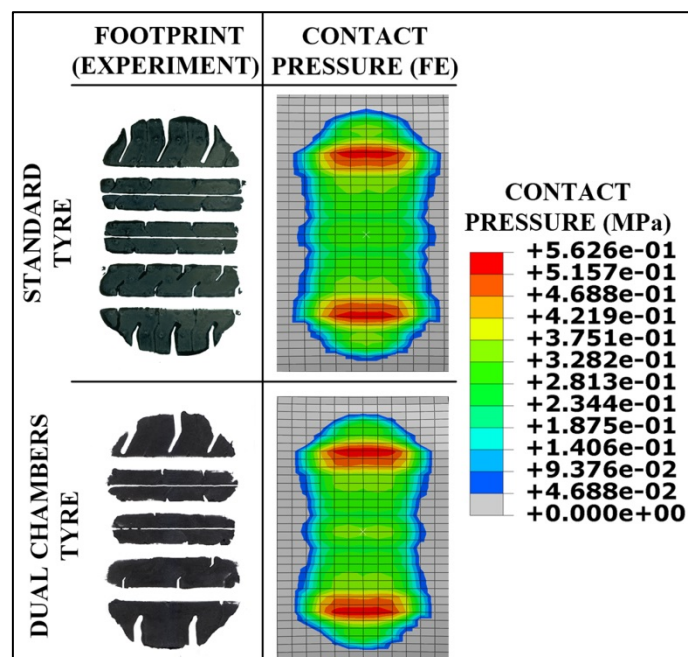 FOOTPRINT
(EXPERIMENT)
CONTACT
PRESSURE (FE)
STANDARD
TYRE
DUAL CHAMBERS
TYRE
CONTACT
PRESSURE (MPa)
+5.626e-01
+5.157e-01
+4.688e-01
+4.219e-01
+3.751e-01
+3.282e-01
+2.813e-01
+2.344e-01
+1.875e-01
+1.406e-01
+9.376e-02
+4.688e-02
+0.000e+00